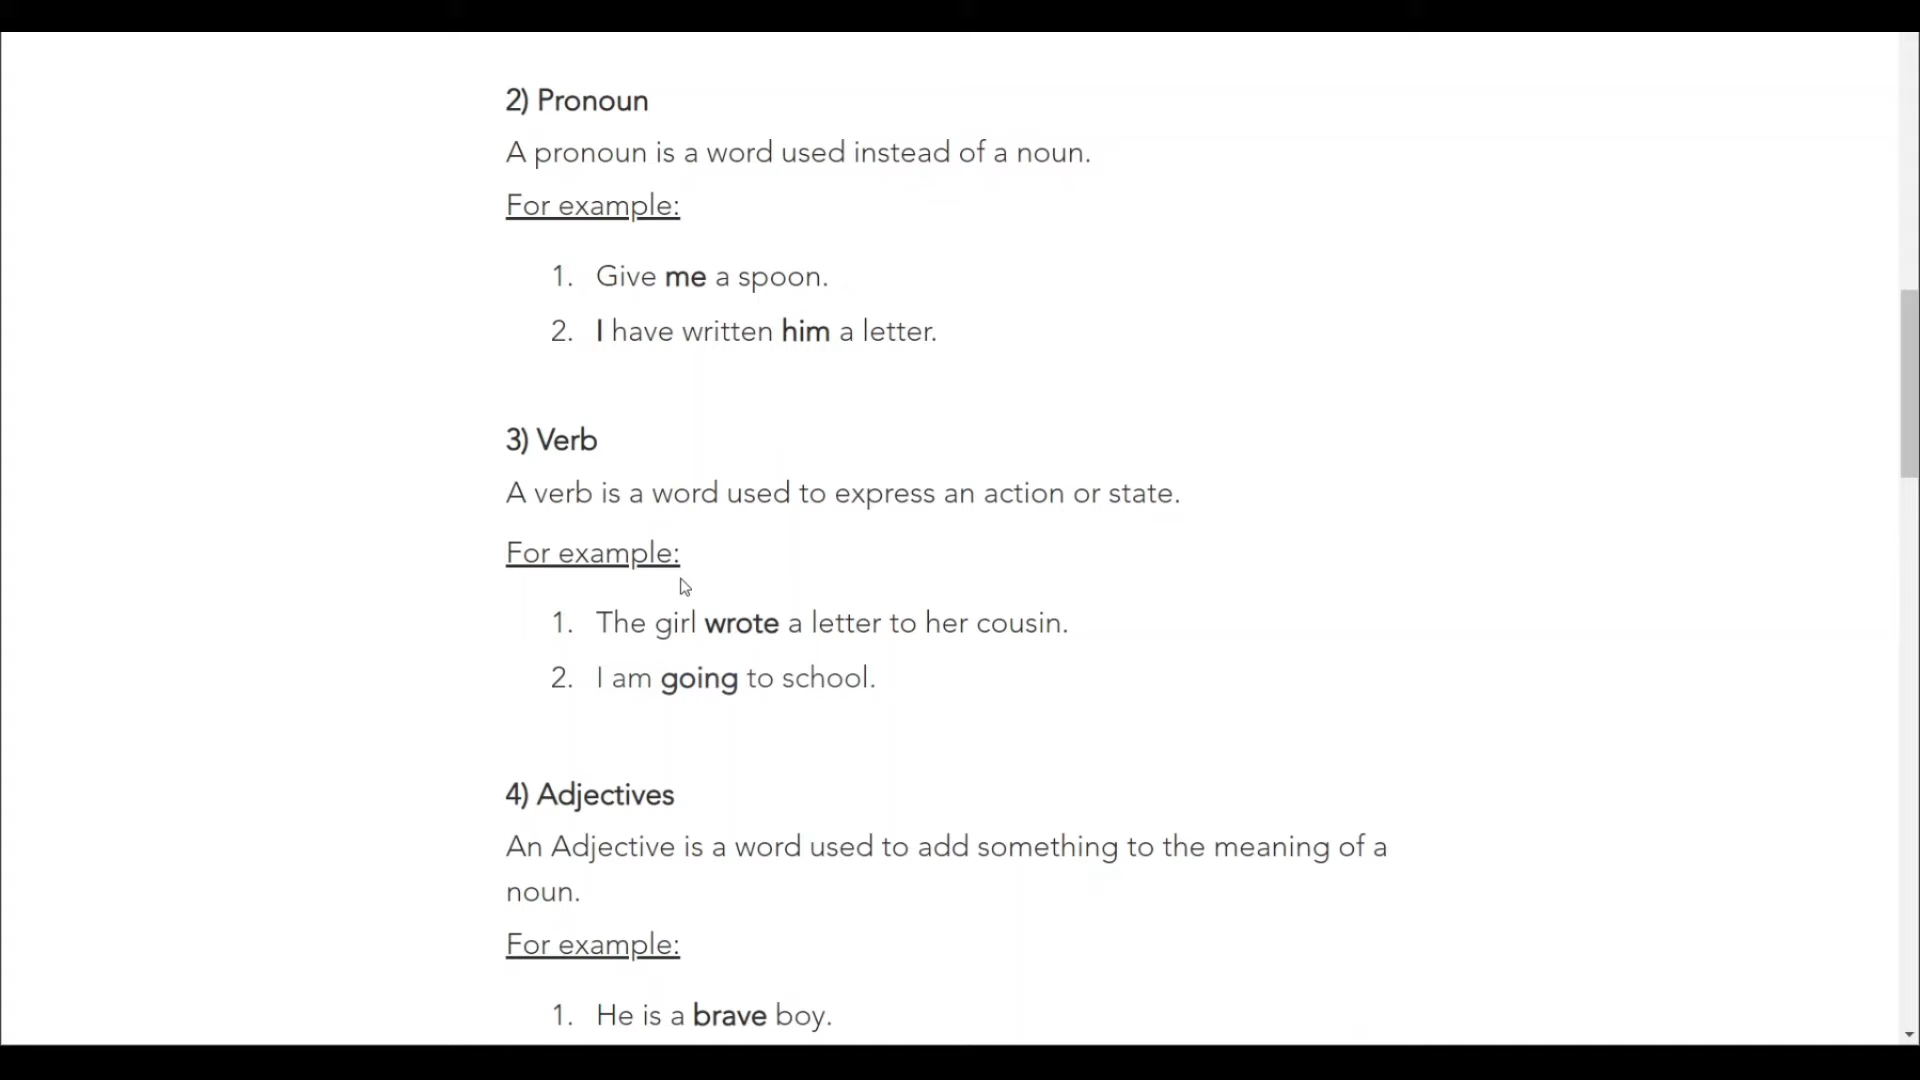 2) Pronoun
A pronoun is a word used instead of a noun.
For example:
1. Give me a spoon.
2. I have written him a letter.
3) Verb
A verb is a word used to express an action or state.
For example:
1. The girl wrote a letter to her cousin.
2. I am going to school.
4) Adjectives
An Adjective is a word used to add something to the meaning of a
noun.
For example:
1. He is a brave boy.